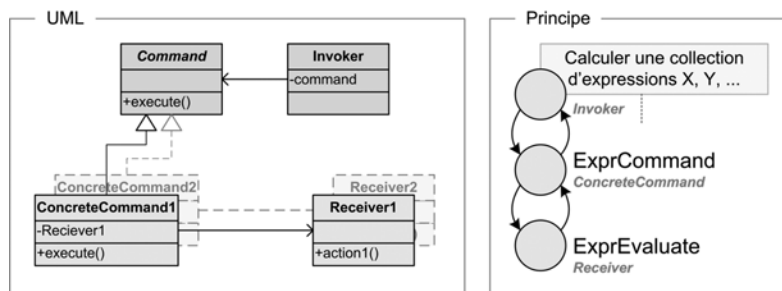 UML
Command
+execute()
Invoker
-command
ConcreteCommand2
ConcreteCommand1
-Reciever1
+execute()
Receiver2
Receiver1
+action1()
)
Principe
Calculer une collection
d'expressions X, Y, ...
Invoker
ExprCommand
ConcreteCommand
ExprEvaluate
Receiver